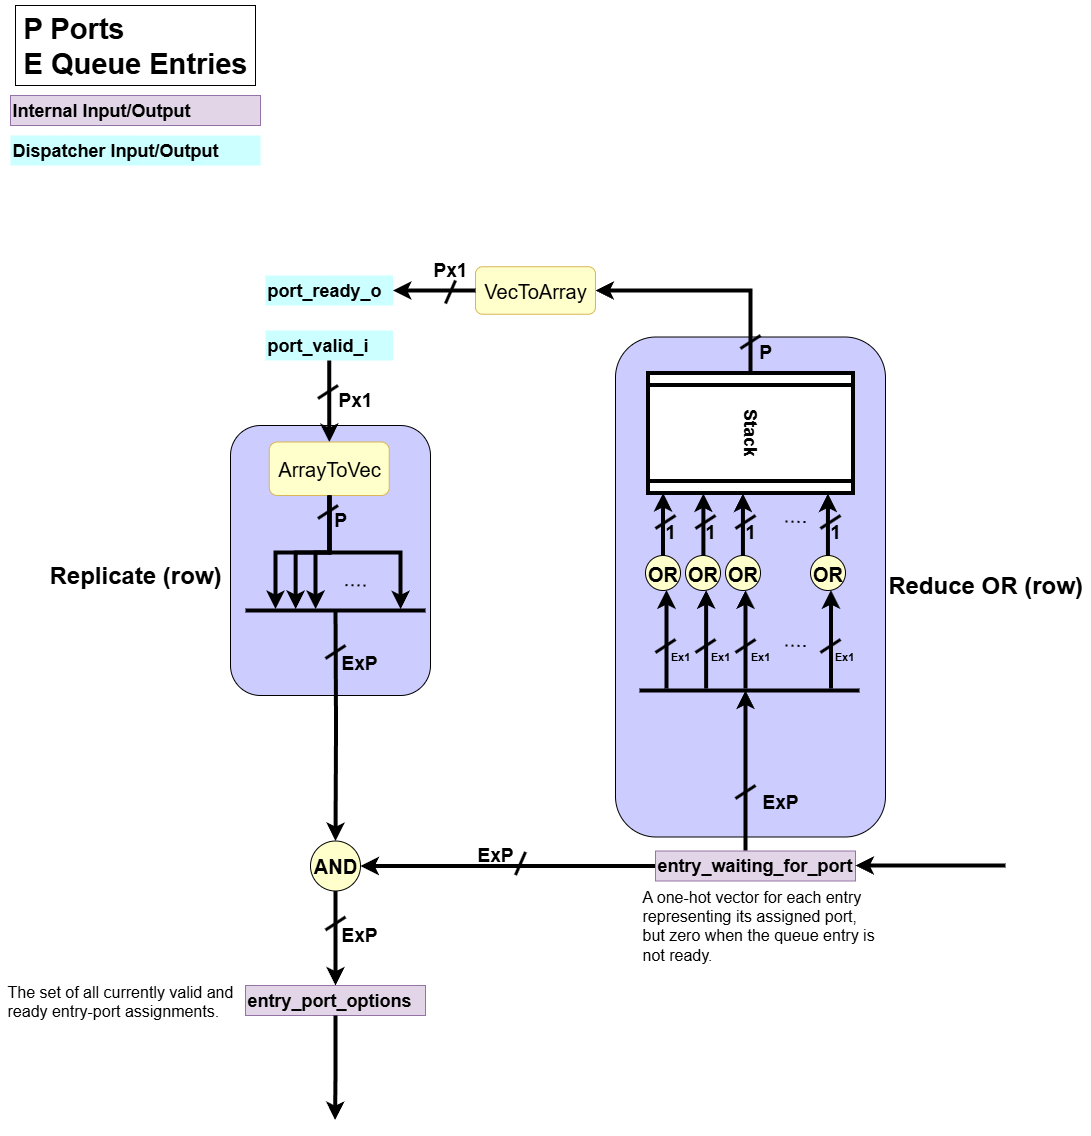 P Ports
E Queue Entries
Internal Input/Output
Dispatcher Input/Output
Px1
port_ready_o
VecToArray
port_valid_i
P
Px1
Stack
ArrayToVec
P
1
1
1
....
1
Replicate (row)
....
OR
OR
OR
OR
Reduce OR (row)
ExP
Ex1
Ex1
Ex1
....
Ex1
ExP
AND
ExP
entry_waiting_for_port
A one-hot vector for each entry
representing its assigned port,
but zero when the queue entry is
not ready.
ExP
The set of all currently valid and
ready entry-port assignments.
entry_port_options